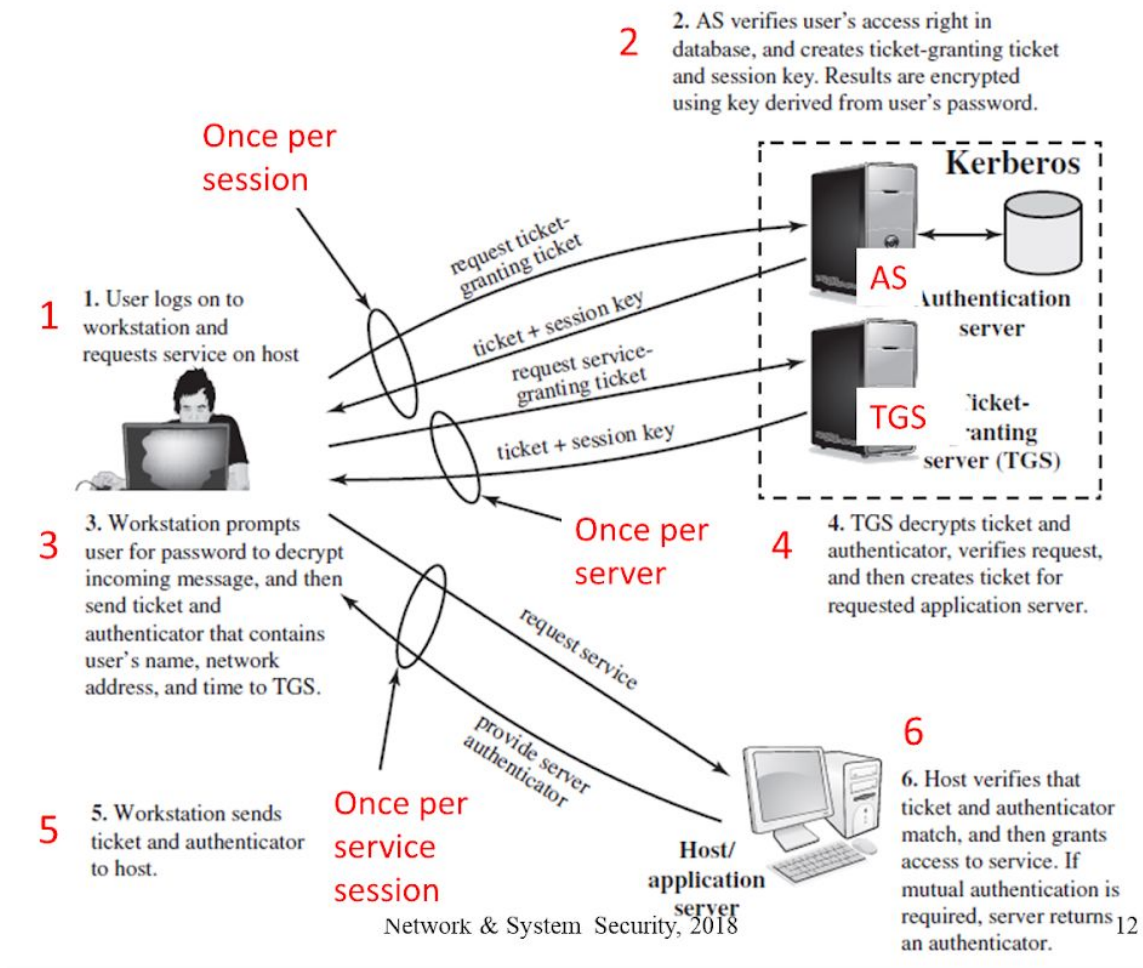 2
2. AS verifies user's access right in
database, and creates ticket-granting ticket
and session key. Results are encrypted
using key derived from user's password.
Once per
session
Kerberos
request ticket-
granting ticket
AS
uthentication
server
1
1. User logs on to
workstation and
requests service on host
ticket + session key
request service-
granting ticket
TGS
icket-
anting
server (TGS)
ticket + session key
3
3. Workstation prompts
user for password to decrypt
incoming message, and then
send ticket and
authenticator that contains
user's name, network
address, and time to TGS.
Once per
server
4
4. TGS decrypts ticket and
authenticator, verifies request,
and then creates ticket for
requested application server.
request service
provide server
authenticator
5
5. Workstation sends
ticket and authenticator
to host.
Once per
service
session
Host/
application
server
6
6. Host verifies that
ticket and authenticator
match, and then grants
access to service. If
mutual authentication is
required, server returns
an authenticator.
Network & System Security, 2018
12